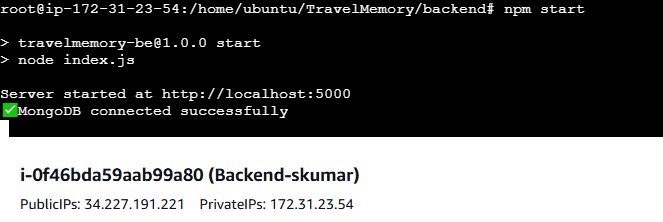 root@ip-172-31-23-54:/home/ubuntu/TravelMemory/backend# npm start
> travelmemory-be@1.0.0 start
> node index.js
Server started at http://localhost:5000
✅MongoDB connected successfully
i-0f46bda59aab99a80 (Backend-skumar)
PublicIPs: 34.227.191.221 PrivateIPs: 172.31.23.54